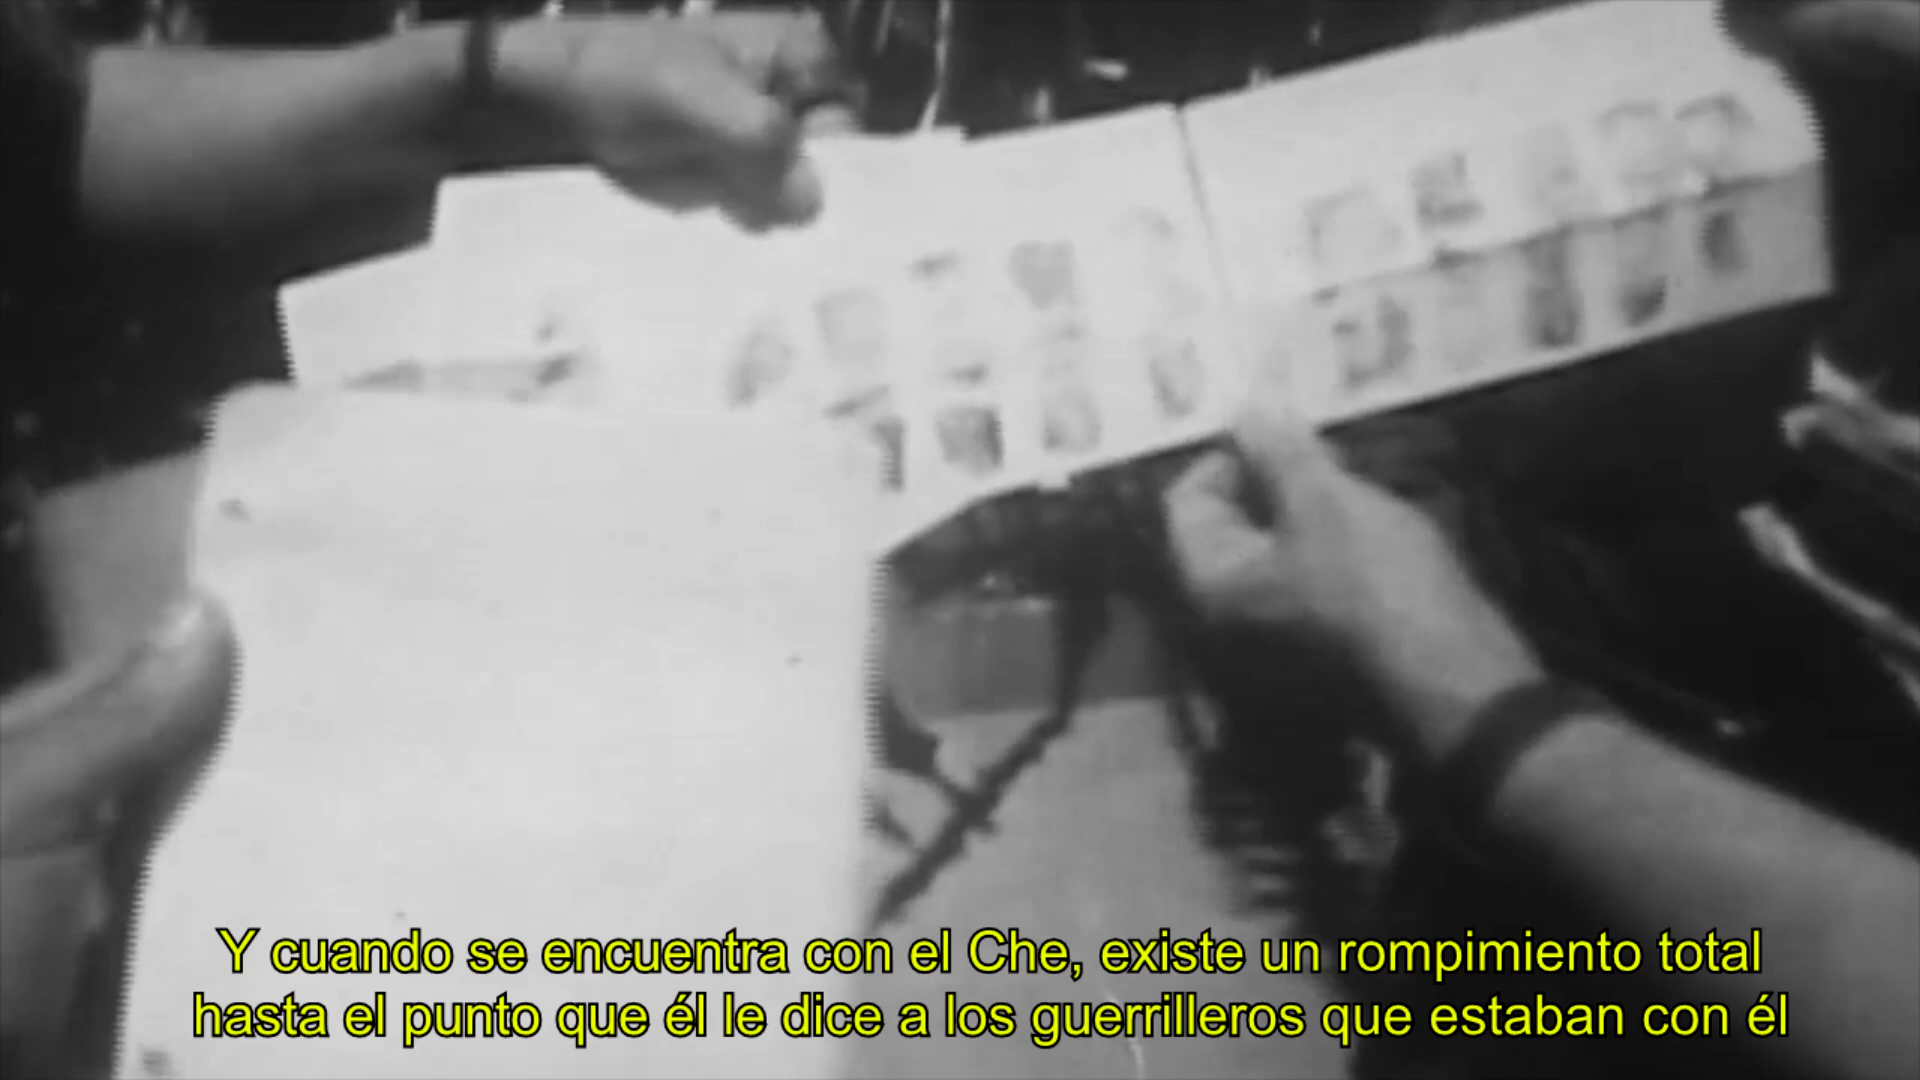 Y cuando se encuentra con el Che, existe un rompimiento total
hasta el punto que él le dice a los guerrilleros que estaban con él